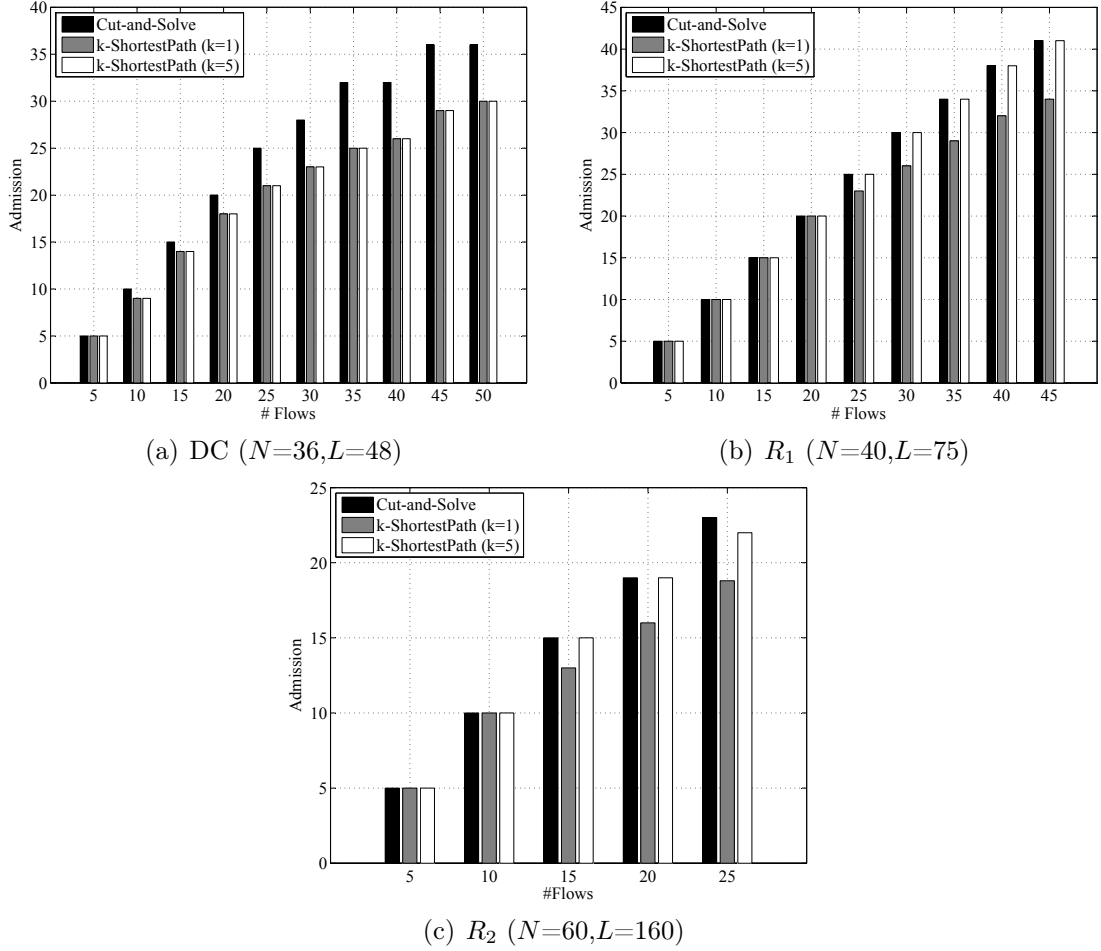 40
35
30
25
20
15
10
5
0
Admission
Cut-and-Solve
k-ShortestPath (k=1)
k-ShortestPath (k=5)
5 10 15 20 25 30 35 40 45 50
# Flows
(a) DC (N=36,L=48)
45
40
35
30
25
20
15
10
5
0
Admission
Cut-and-Solve
k-ShortestPath (k=1)
k-ShortestPath (k=5)
5 10 15 20 25 30 35 40 45
# Flows
(b) R1 (N=40,L=75)
25
20
15
10
5
0
Admission
Cut-and-Solve
k-ShortestPath (k=1)
k-ShortestPath (k=5)
5 10 15 20 25
#Flows
(c) R2 (N=60,L=160)